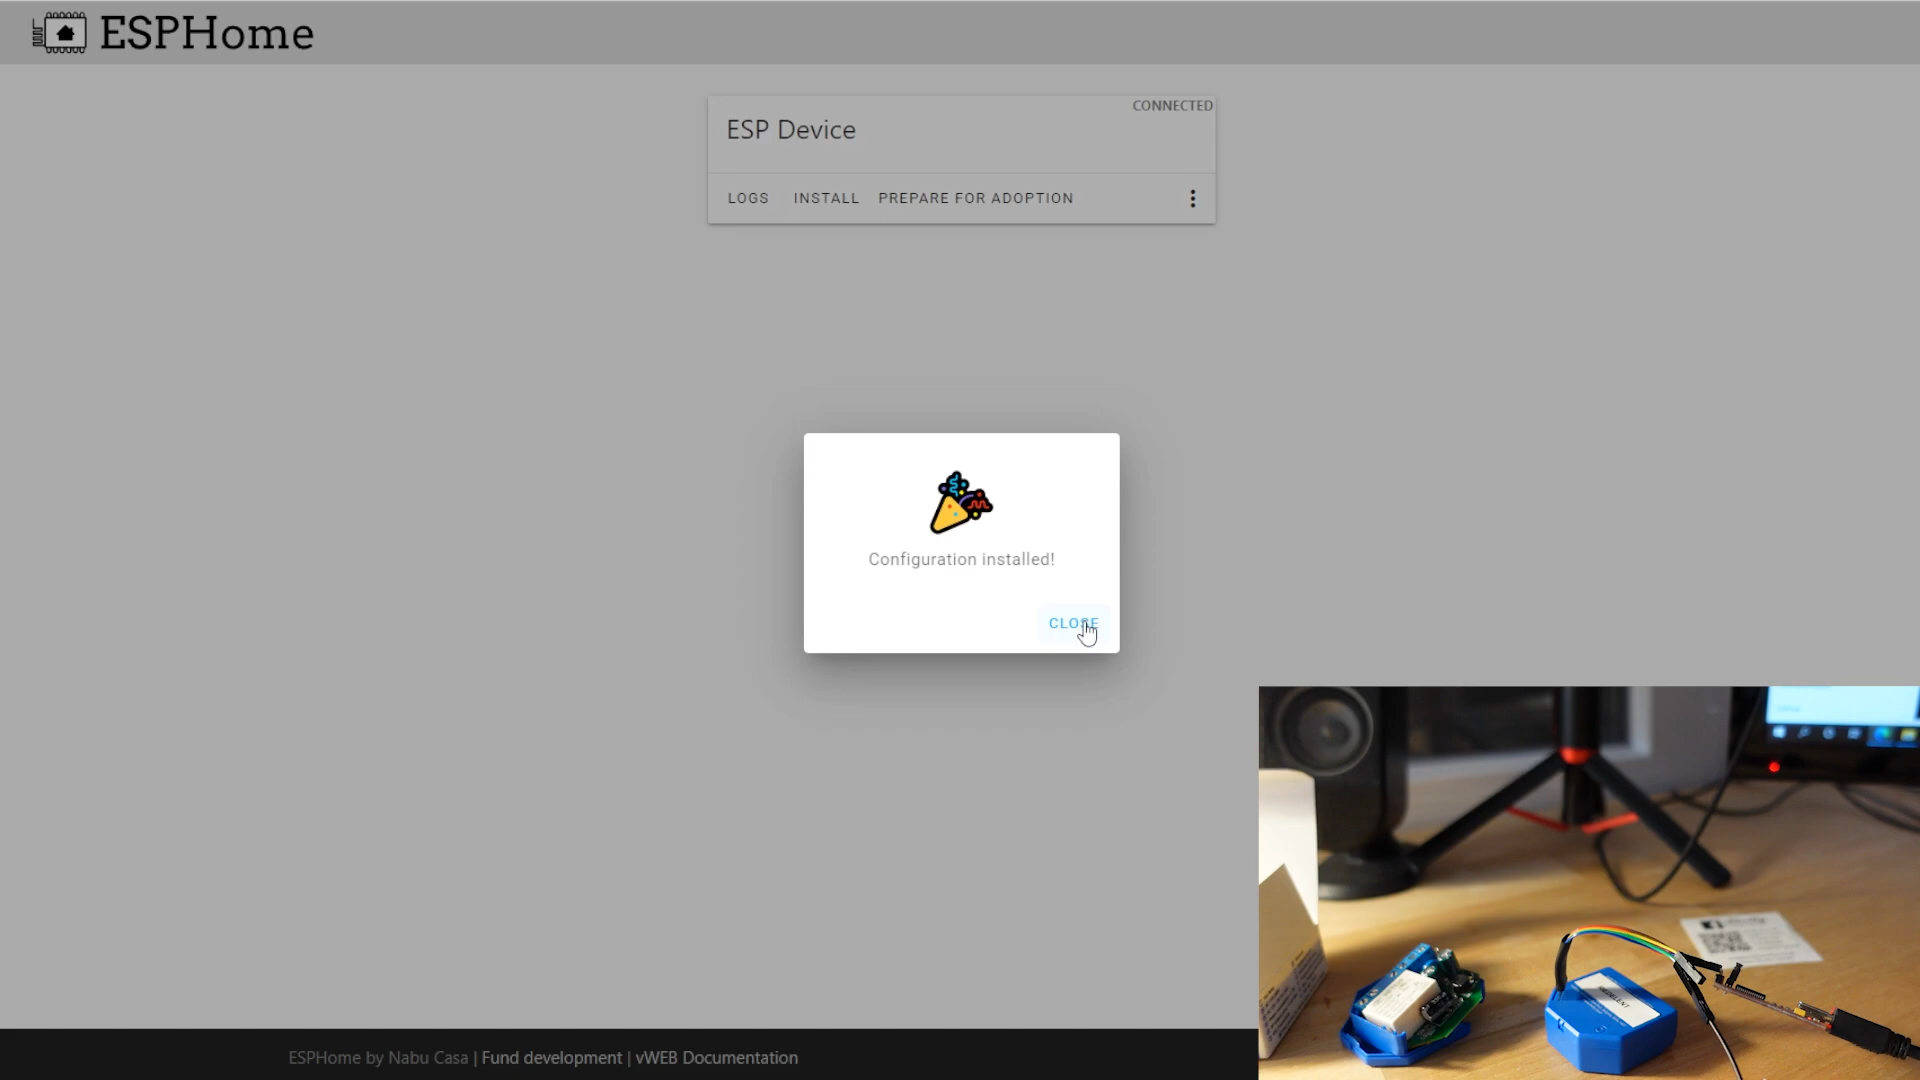 ESPHome
CONNECTED
ESP Device
LOGS INSTALL PREPARE FOR ADOPTION
Configuration installed!
CLOSE
ESPHome by Nabu Casa | Fund development | vWEB Documentation